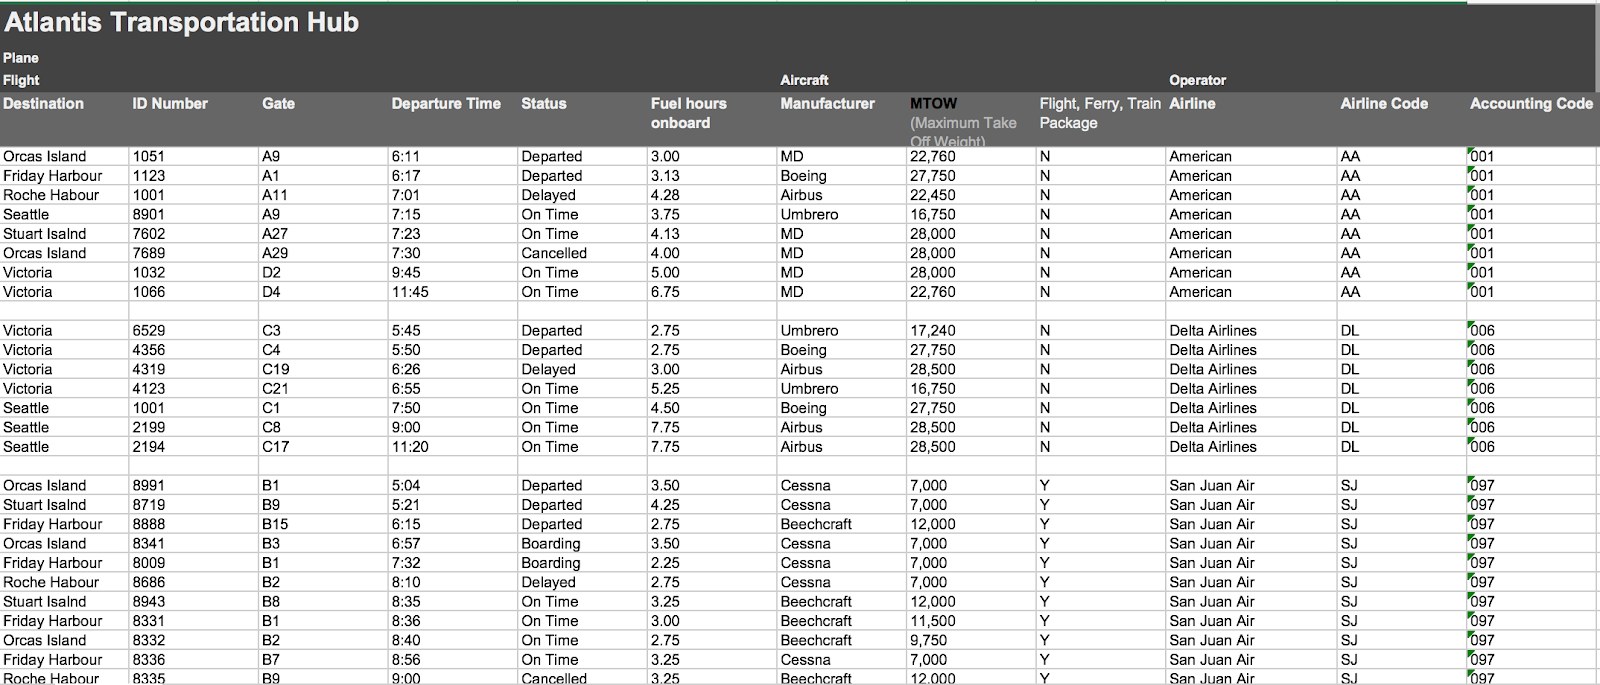 Atlantis Transportation Hub
Plane
Flight Aircraft Operator
Destination ID Number Gate Departure Time Status Fuel hours onboard Manufacturer MTOW (Maximum Take Off Weight) Flight, Ferry, Train Package Airline Airline Code Accounting Code
Orcas Island 1051 A9 6:11 Departed 3.00 MD 22,760 N American AA 001
Friday Harbour 1123 A1 6:17 Departed 3.13 Boeing 27,750 N American AA 001
Roche Habour 1001 A11 7:01 Delayed 4.28 Airbus 22,450 N American AA 001
Seattle 8901 A9 7:15 On Time 3.75 Umbrero 16,750 N American AA 001
Stuart Isalnd 7602 A27 7:23 On Time 4.13 MD 28,000 N American AA 001
Orcas Island 7689 A29 7:30 Cancelled 4.00 MD 28,000 N American AA 001
Victoria 1032 D2 9:45 On Time 5.00 MD 28,000 N American AA 001
Victoria 1066 D4 11:45 On Time 6.75 MD 22,760 N American AA 001
Victoria 6529 C3 5:45 Departed 2.75 Umbrero 17,240 N Delta Airlines DL 006
Victoria 4356 C4 5:50 Departed 2.75 Boeing 27,750 N Delta Airlines DL 006
Victoria 4319 C19 6:26 Delayed 3.00 Airbus 28,500 N Delta Airlines DL 006
Victoria 4123 C21 6:55 On Time 5.25 Umbrero 16,750 N Delta Airlines DL 006
Seattle 1001 C1 7:50 On Time 4.50 Boeing 27,750 N Delta Airlines DL 006
Seattle 2199 C8 9:00 On Time 7.75 Airbus 28,500 N Delta Airlines DL 006
Seattle 2194 C17 11:20 On Time 7.75 Airbus 28,500 N Delta Airlines DL 006
Orcas Island 8991 B1 5:04 Departed 3.50 Cessna 7,000 Y San Juan Air SJ 097
Stuart Isalnd 8719 B9 5:21 Departed 4.25 Cessna 7,000 Y San Juan Air SJ 097
Friday Harbour 8888 B15 6:15 Departed 2.75 Beechcraft 12,000 Y San Juan Air SJ 097
Orcas Island 8341 B3 6:57 Boarding 3.50 Cessna 7,000 Y San Juan Air SJ 097
Friday Harbour 8009 B1 7:32 Boarding 2.25 Cessna 7,000 Y San Juan Air SJ 097
Roche Habour 8686 B2 8:10 Delayed 2.75 Cessna 7,000 Y San Juan Air SJ 097
Stuart Isalnd 8943 B8 8:35 On Time 3.25 Beechcraft 12,000 Y San Juan Air SJ 097
Friday Harbour 8331 B1 8:36 On Time 3.00 Beechcraft 11,500 Y San Juan Air SJ 097
Orcas Island 8332 B2 8:40 On Time 2.75 Beechcraft 9,750 Y San Juan Air SJ 097
Friday Harbour 8336 B7 8:56 On Time 3.25 Cessna 7,000 Y San Juan Air SJ 097
Roche Habour 8335 B9 9:00 Cancelled 3.25 Beechcraft 12,000 Y San Juan Air SJ 097